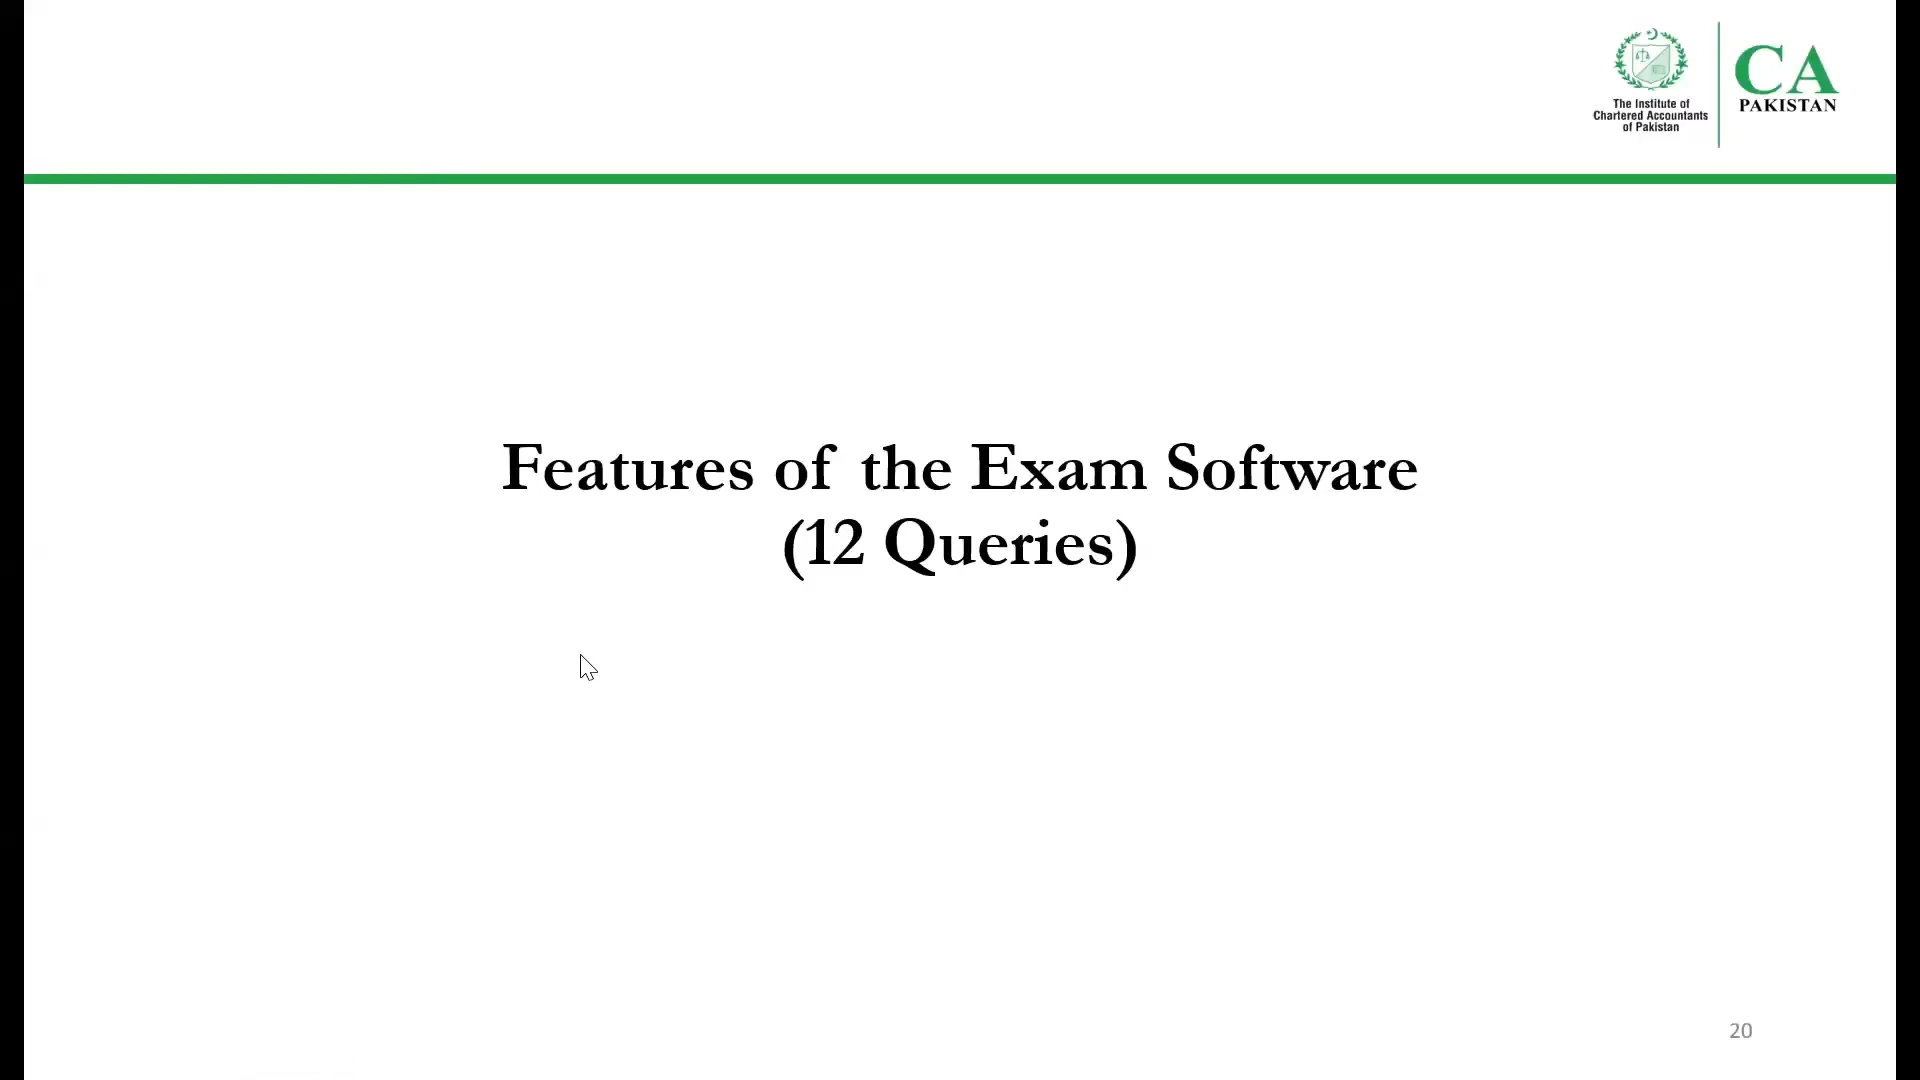 The Institute of
Chartered Accountants
of Pakistan
CA
PAKISTAN
Features of the Exam Software
(12 Queries)
20